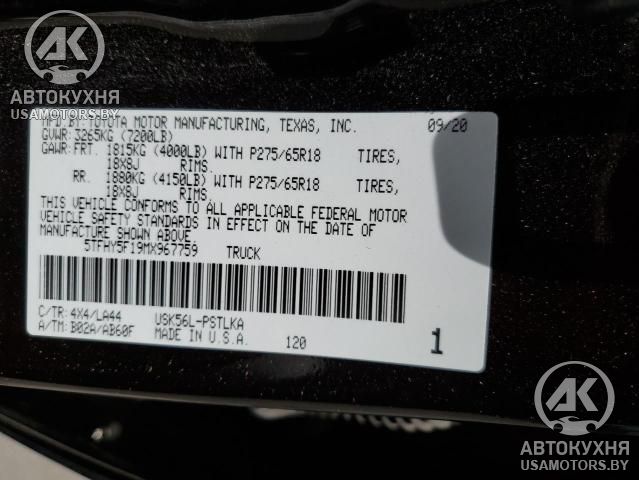 АК
АВТОКУХНЯ
USAMOTORS.BY
MFD.BY: TOYOTA MOTOR MANUFACTURING, TEXAS, INC. 09/20
GVWR: 3265KG (7200LB)
GAWR: FRT. 1815KG (4000LB) WITH P275/65R18 TIRES,
18X8J RIMS.
RR. 1880KG (4150LB) WITH P275/65R18 TIRES,
18X8J RIMS.
THIS VEHICLE CONFORMS TO ALL APPLICABLE FEDERAL MOTOR
VEHICLE SAFETY STANDARDS IN EFFECT ON THE DATE OF
MANUFACTURE SHOWN ABOVE
5TFHY5F19MX967759 TRUCK
C/TR: 4X4/LA44 USK56L-PSTLKA
A/TM: B02A/AB60F MADE IN U.S.A. 120 1
АК
АВТОКУХНЯ
USAMOTORS.BY